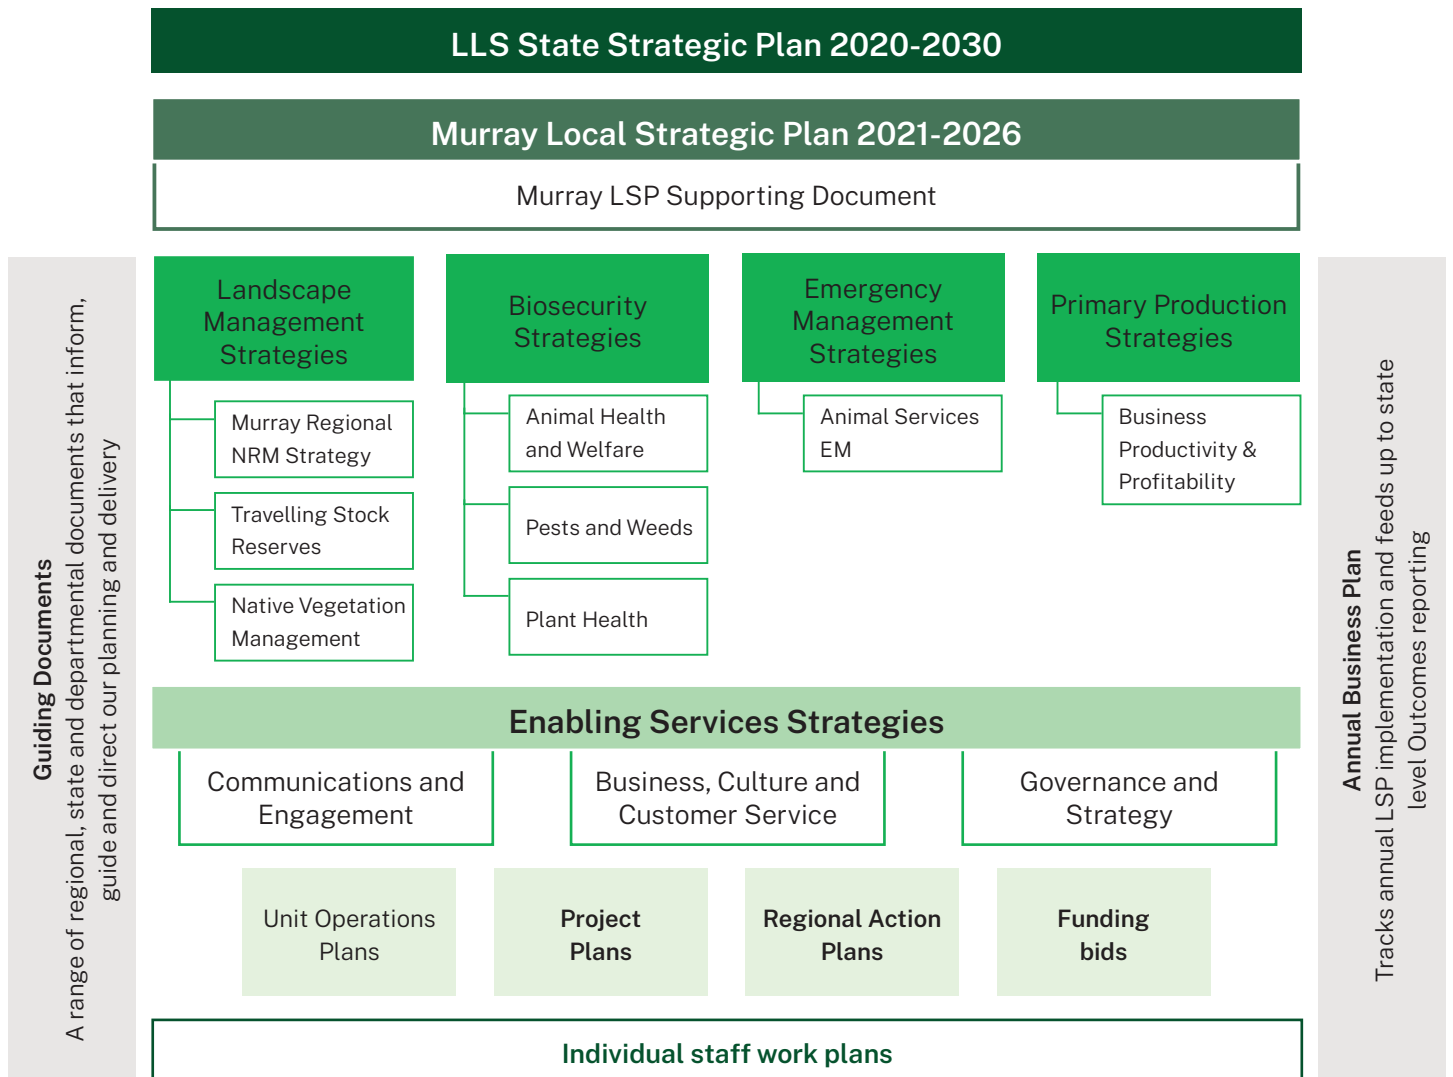 LLS State Strategic Plan 2020-2030
Murray Local Strategic Plan 2021-2026
Murray LSP Supporting Document
Guiding Documents
A range of regional, state and departmental documents that inform,
guide and direct our planning and delivery
Landscape
Management
Strategies
Murray Regional
NRM Strategy
Travelling Stock
Reserves
Native Vegetation
Management
Biosecurity
Strategies
Animal Health
and Welfare
Pests and Weeds
Plant Health
Emergency
Management
Strategies
Animal Services
EM
Primary Production
Strategies
Business
Productivity &
Profitability
Annual Business Plan
Tracks annual LSP implementation and feeds up to state
level Outcomes reporting
Enabling Services Strategies
Communications and
Engagement
Business, Culture and
Customer Service
Governance and
Strategy
Unit Operations
Plans
Project
Plans
Regional Action
Plans
Funding
bids
Individual staff work plans